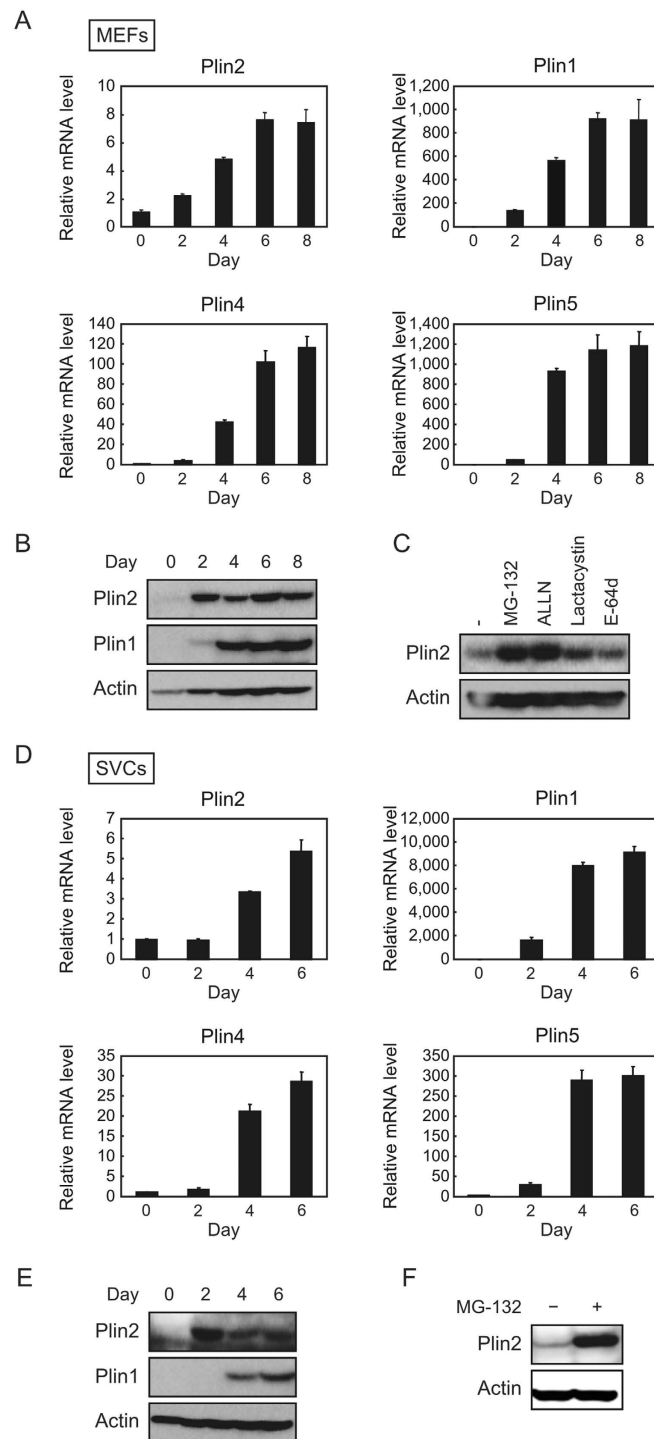 A
MEFs
Plin2
Relative mRNA level
8
6
4
2
0
0 2 4 6 8
Day
Plin1
Relative mRNA level
1,000
800
600
400
200
0
0 2 4 6 8
Day
Plin4
Relative mRNA level
140
120
100
80
60
40
20
0
0 2 4 6 8
Day
Plin5
Relative mRNA level
1,400
1,200
1,000
800
600
400
200
0
0 2 4 6 8
Day
B
Day 0 2 4 6 8
Plin2
Plin1
Actin
C
-
MG-132
ALLN
Lactacystin
E-64d
Plin2
Actin
D
SVCs
Plin2
Relative mRNA level
7
6
5
4
3
2
1
0
0 2 4 6
Day
Plin1
Relative mRNA level
12,000
10,000
8,000
6,000
4,000
2,000
0
0 2 4 6
Day
Plin4
Relative mRNA level
35
30
25
20
15
10
5
0
0 2 4 6
Day
Plin5
Relative mRNA level
350
300
250
200
150
100
50
0
0 2 4 6
Day
E
Day 0 2 4 6
Plin2
Plin1
Actin
F
MG-132 − +
Plin2
Actin